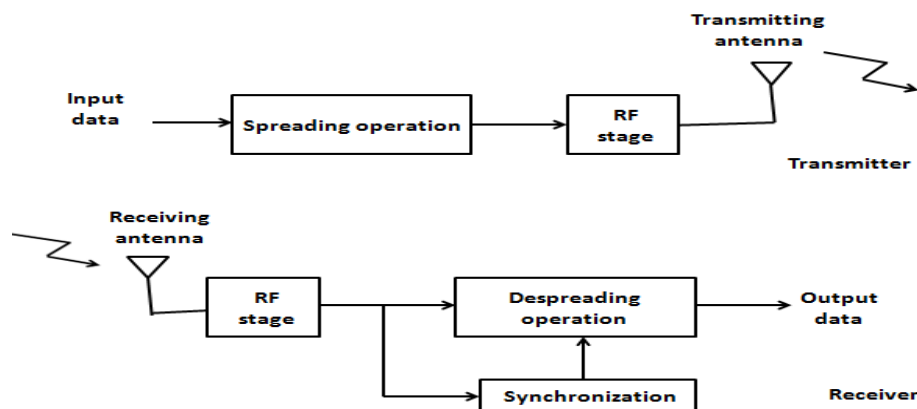 Transmitting
antenna
Input
data
Spreading operation
RF
stage
Transmitter
Receiving
antenna
RF
stage
Despreading
operation
Output
data
Synchronization
Receiver